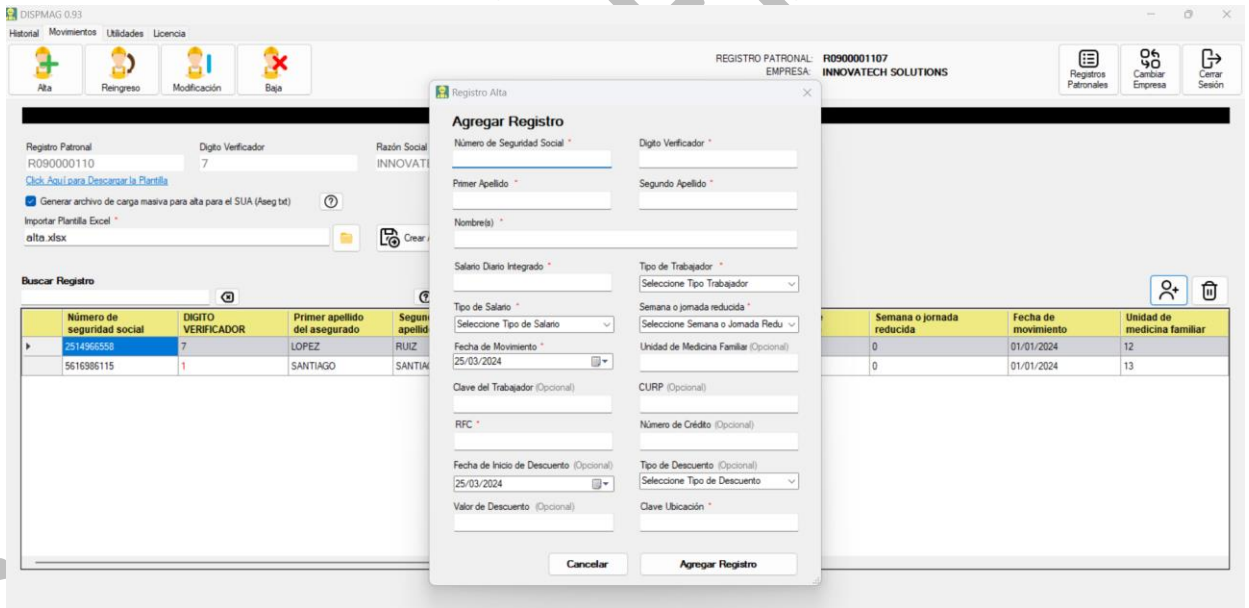 DISPMAG 0.93
Historial Movimientos Utilidades Licencia
Alta Reingreso Modificación Baja
REGISTRO PATRONAL: R0900001107
EMPRESA: INNOVATECH SOLUTIONS
Registros Patronales
Cambiar Empresa
Cerrar Sesión
Registro Patronal Digito Verificador Razón Social
R090000110 7 INNOVATE
Click Aquí para Descargar la Plantilla
Generar archivo de carga masiva para alta para el SUA (Aseg txt)
Importar Plantilla Excel *
alta.xlsx
Crear
Buscar Registro
Número de seguridad social DIGITO VERIFICADOR Primer apellido del asegurado Semana o jornada reducida Fecha de movimiento Unidad de medicina familiar
2514966558 7 LOPEZ RUIZ 0 01/01/2024 12
5616986115 1 SANTIAGO 0 01/01/2024 13
Registro Alta
Agregar Registro
Número de Seguridad Social * Digito Verificador *
Primer Apellido * Segundo Apellido *
Nombre(s) *
Salario Diario Integrado * Tipo de Trabajador *
Seleccione Tipo Trabajador
Tipo de Salario * Semana o jornada reducida *
Seleccione Tipo de Salario Seleccione Semana o Jornada Redu
Fecha de Movimiento * Unidad de Medicina Familiar (Opcional)
25/03/2024
Clave del Trabajador (Opcional) CURP (Opcional)
RFC * Número de Crédito (Opcional)
Fecha de Inicio de Descuento (Opcional) Tipo de Descuento (Opcional)
25/03/2024 Seleccione Tipo de Descuento
Valor de Descuento (Opcional) Clave Ubicación *
Cancelar Agregar Registro